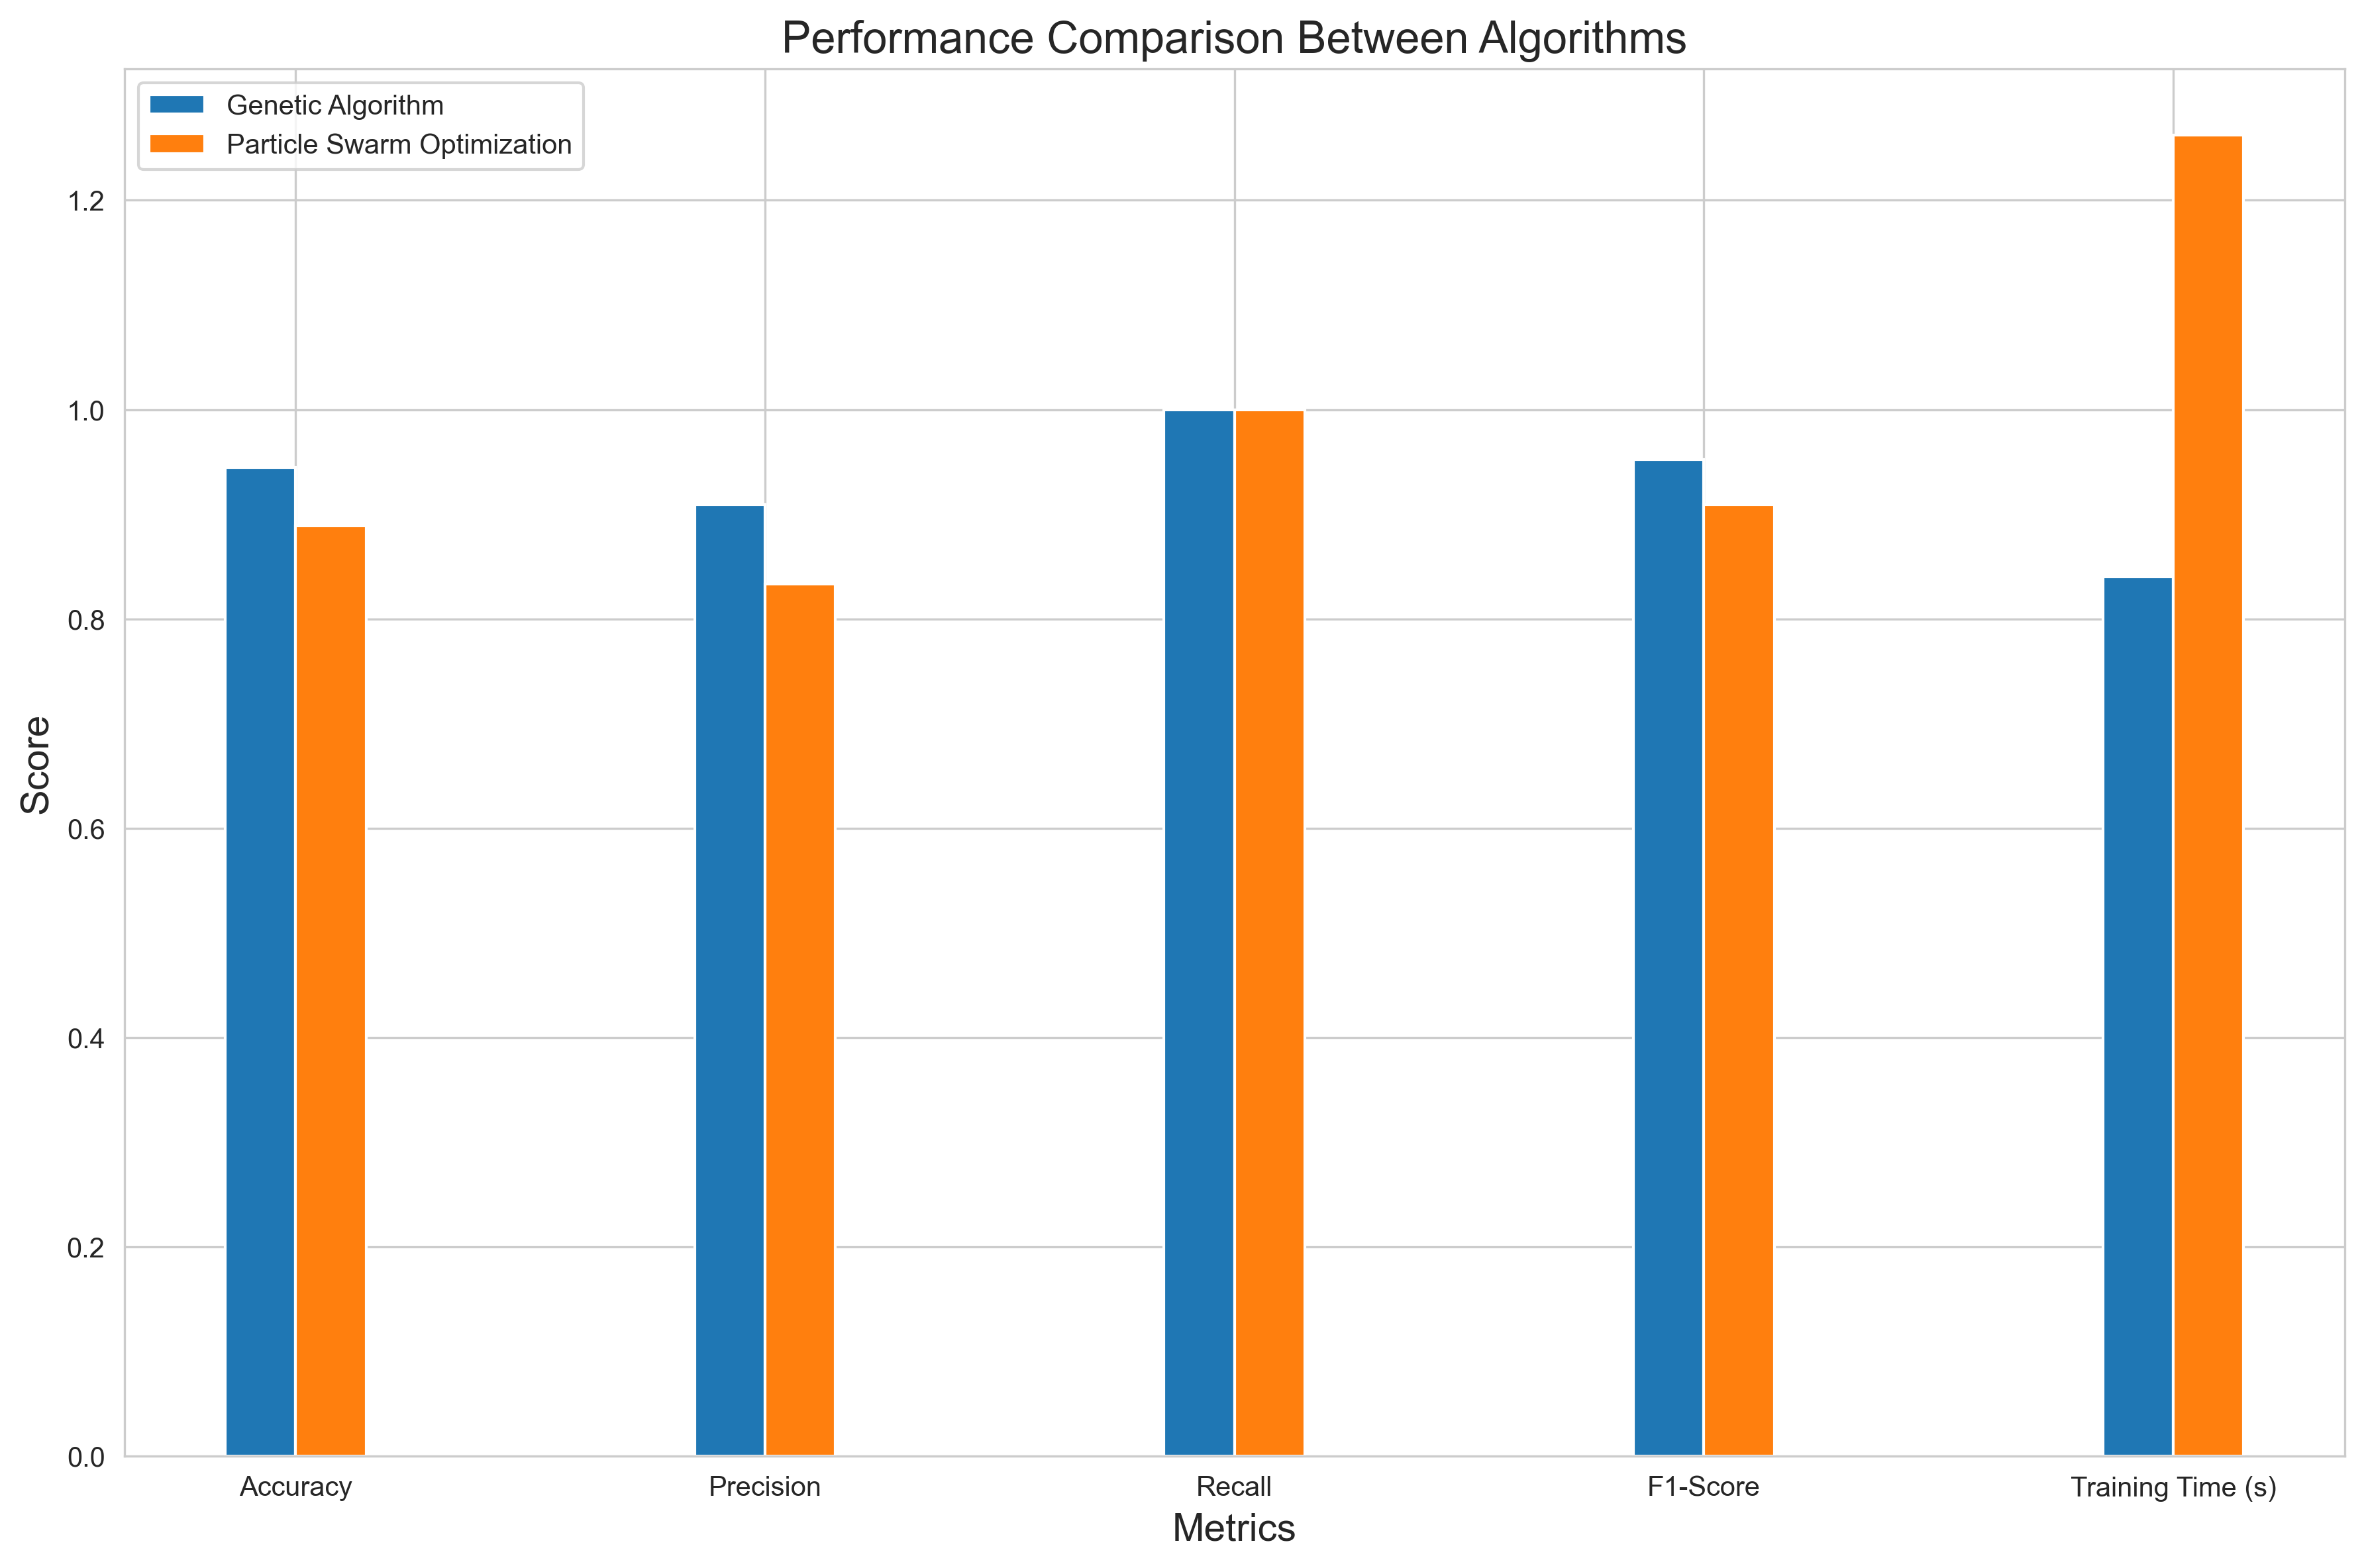 Performance Comparison Between Algorithms
Genetic Algorithm
Particle Swarm Optimization
1.2
1.0
0.8
0.6
0.4
0.2
0.0
Score
Accuracy Precision Recall F1-Score Training Time (s)
Metrics